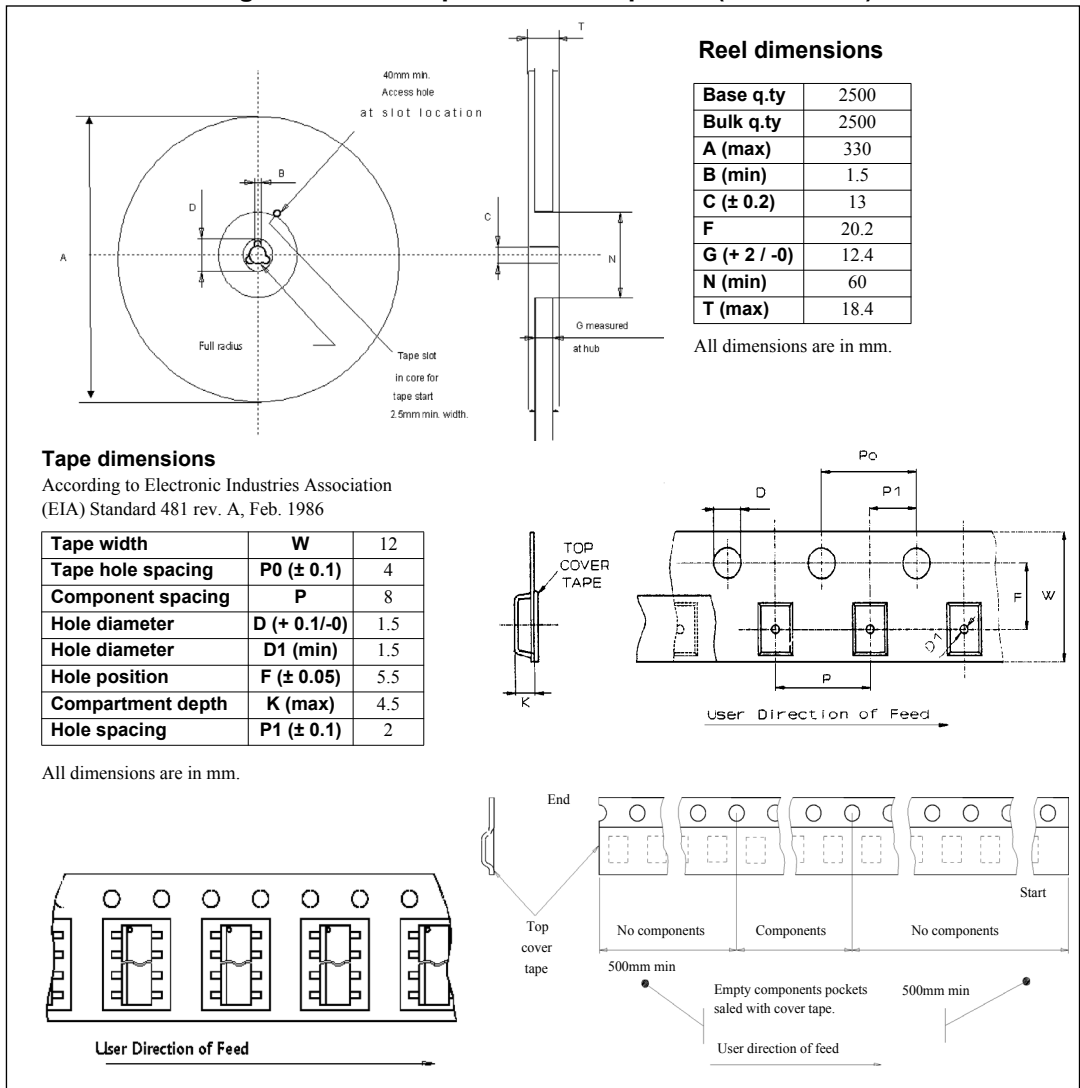 T
40mm min.
Access hole
at slot location
B
D
C
A
N
G measured
at hub
Full radius
Tape slot
in core for
tape start
2.5mm min. width.
Reel dimensions
Base q.ty 2500
Bulk q.ty 2500
A (max) 330
B (min) 1.5
C (± 0.2) 13
F 20.2
G (+ 2 / -0) 12.4
N (min) 60
T (max) 18.4
All dimensions are in mm.
Tape dimensions
According to Electronic Industries Association
(EIA) Standard 481 rev. A, Feb. 1986
Tape width W 12
Tape hole spacing P0 (± 0.1) 4
Component spacing P 8
Hole diameter D (+ 0.1/-0) 1.5
Hole diameter D1 (min) 1.5
Hole position F (± 0.05) 5.5
Compartment depth K (max) 4.5
Hole spacing P1 (± 0.1) 2
All dimensions are in mm.
Po
D
P1
TOP
COVER
TAPE
F
W
D1
P
K
User Direction of Feed
End
Start
Top
cover
tape
No components
Components
No components
500mm min
Empty components pockets
saled with cover tape.
500mm min
User direction of feed
User Direction of Feed